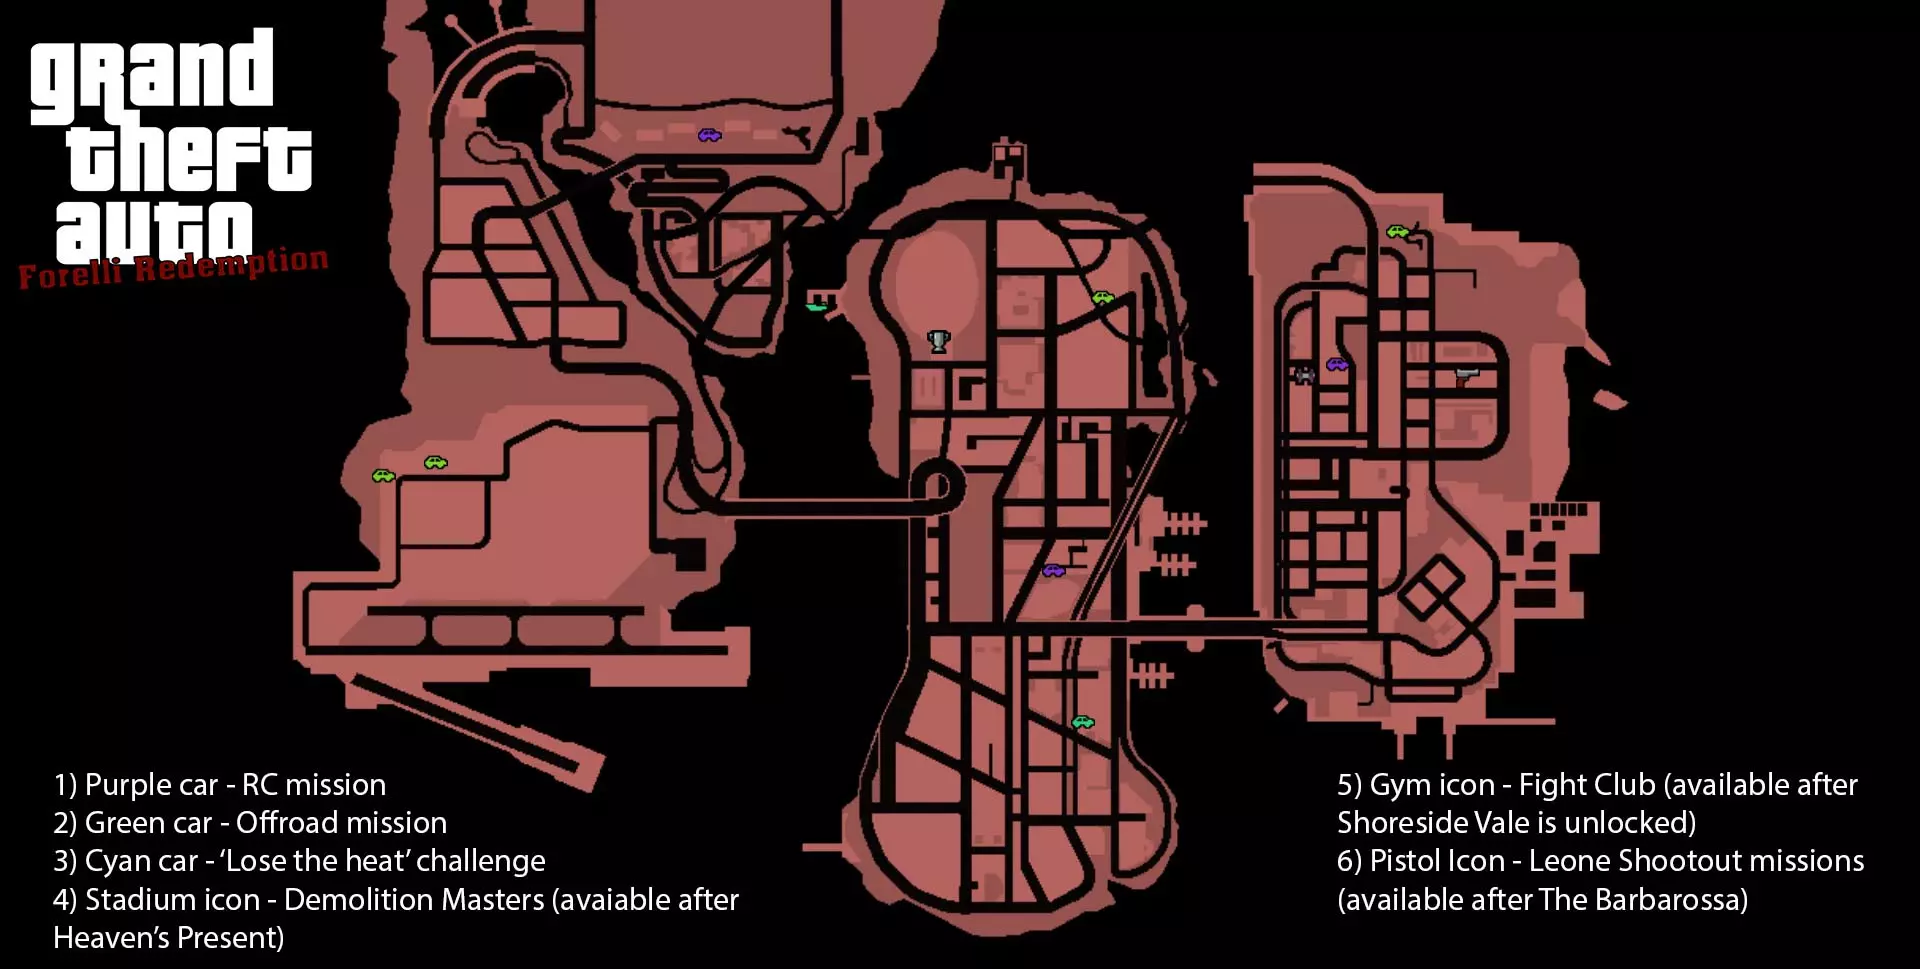 grand
theft
auto
Forelli Redemption
1) Purple car - RC mission
2) Green car - Offroad mission
3) Cyan car - ‘Lose the heat’ challenge
4) Stadium icon - Demolition Masters (avaiable after
Heaven’s Present)
5) Gym icon - Fight Club (available after
Shoreside Vale is unlocked)
6) Pistol Icon - Leone Shootout missions
(available after The Barbarossa)